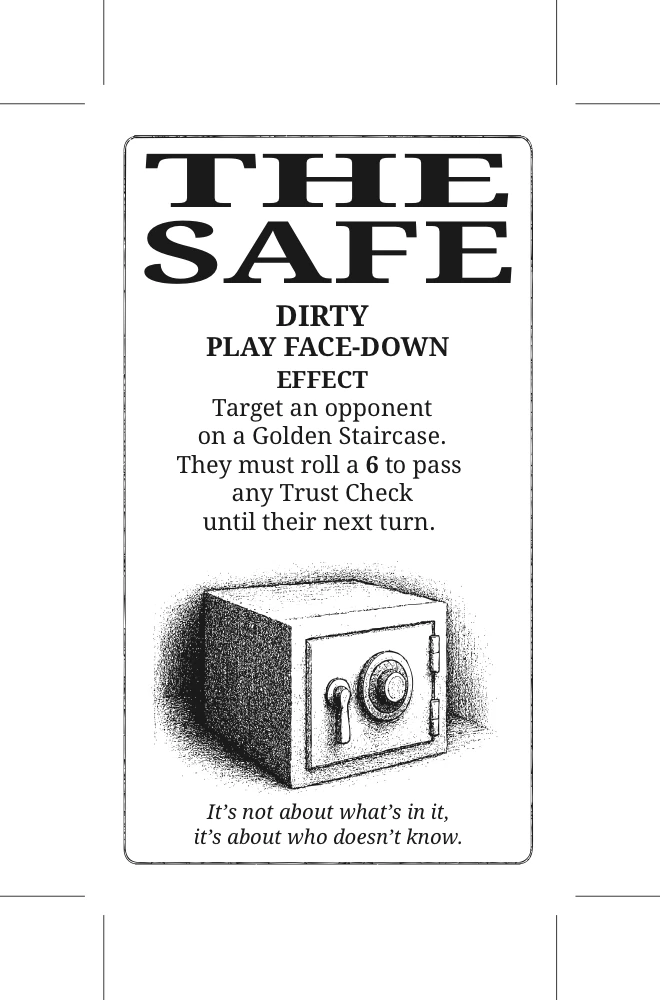 THE
SAFE
DIRTY
PLAY FACE-DOWN
EFFECT
Target an opponent
on a Golden Staircase.
They must roll a 6 to pass
any Trust Check
until their next turn.
It’s not about what’s in it,
it’s about who doesn’t know.